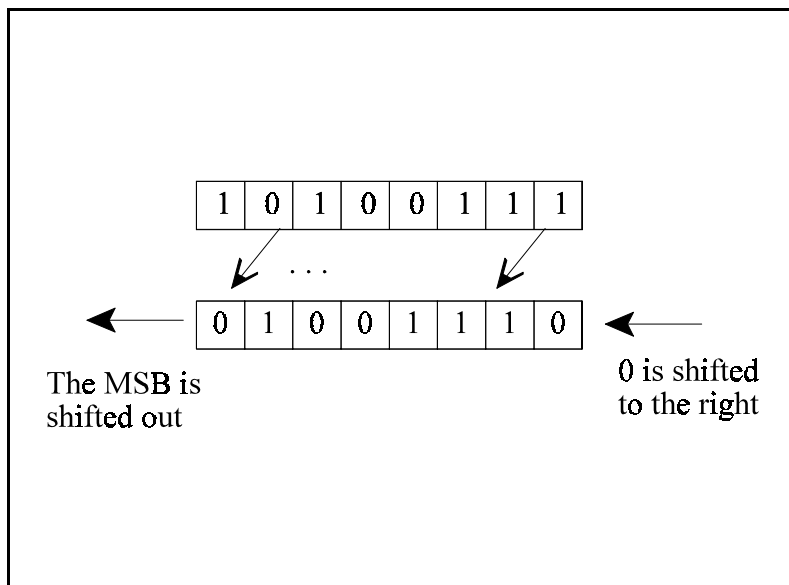 1 0 1 0 0 1 1 1
. . .
0 1 0 0 1 1 1 0
The MSB is
shifted out
0 is shifted
to the right